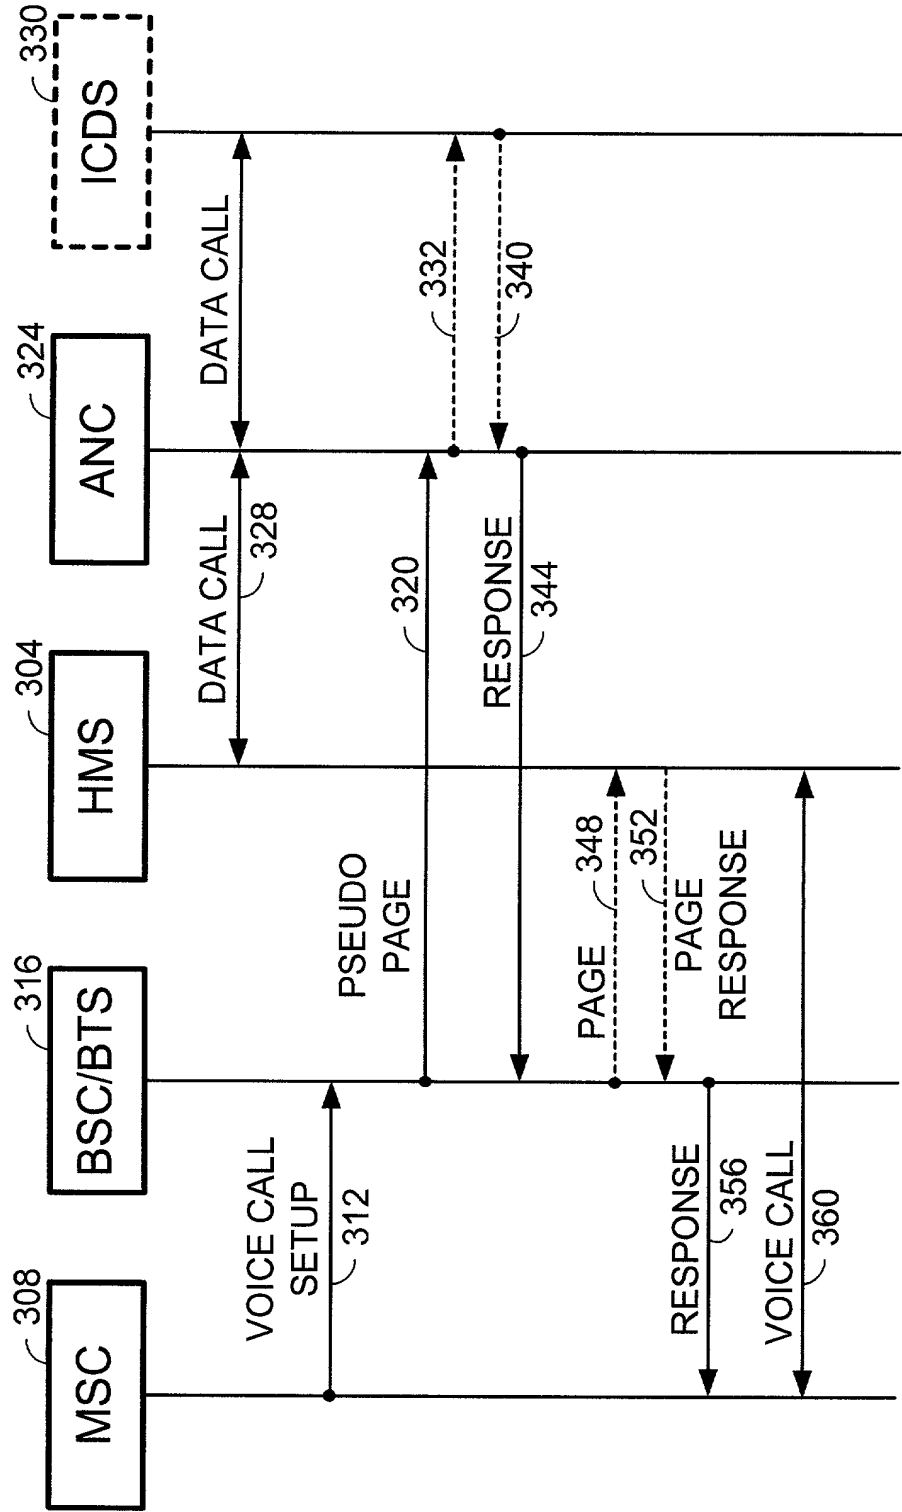 308
MSC
316
BSC/BTS
304
HMS
324
ANC
330
ICDS
DATA CALL
328
DATA CALL
VOICE CALL
SETUP
312
PSEUDO
PAGE
320
332
340
RESPONSE
344
PAGE
348
352
PAGE
RESPONSE
RESPONSE
356
VOICE CALL
360